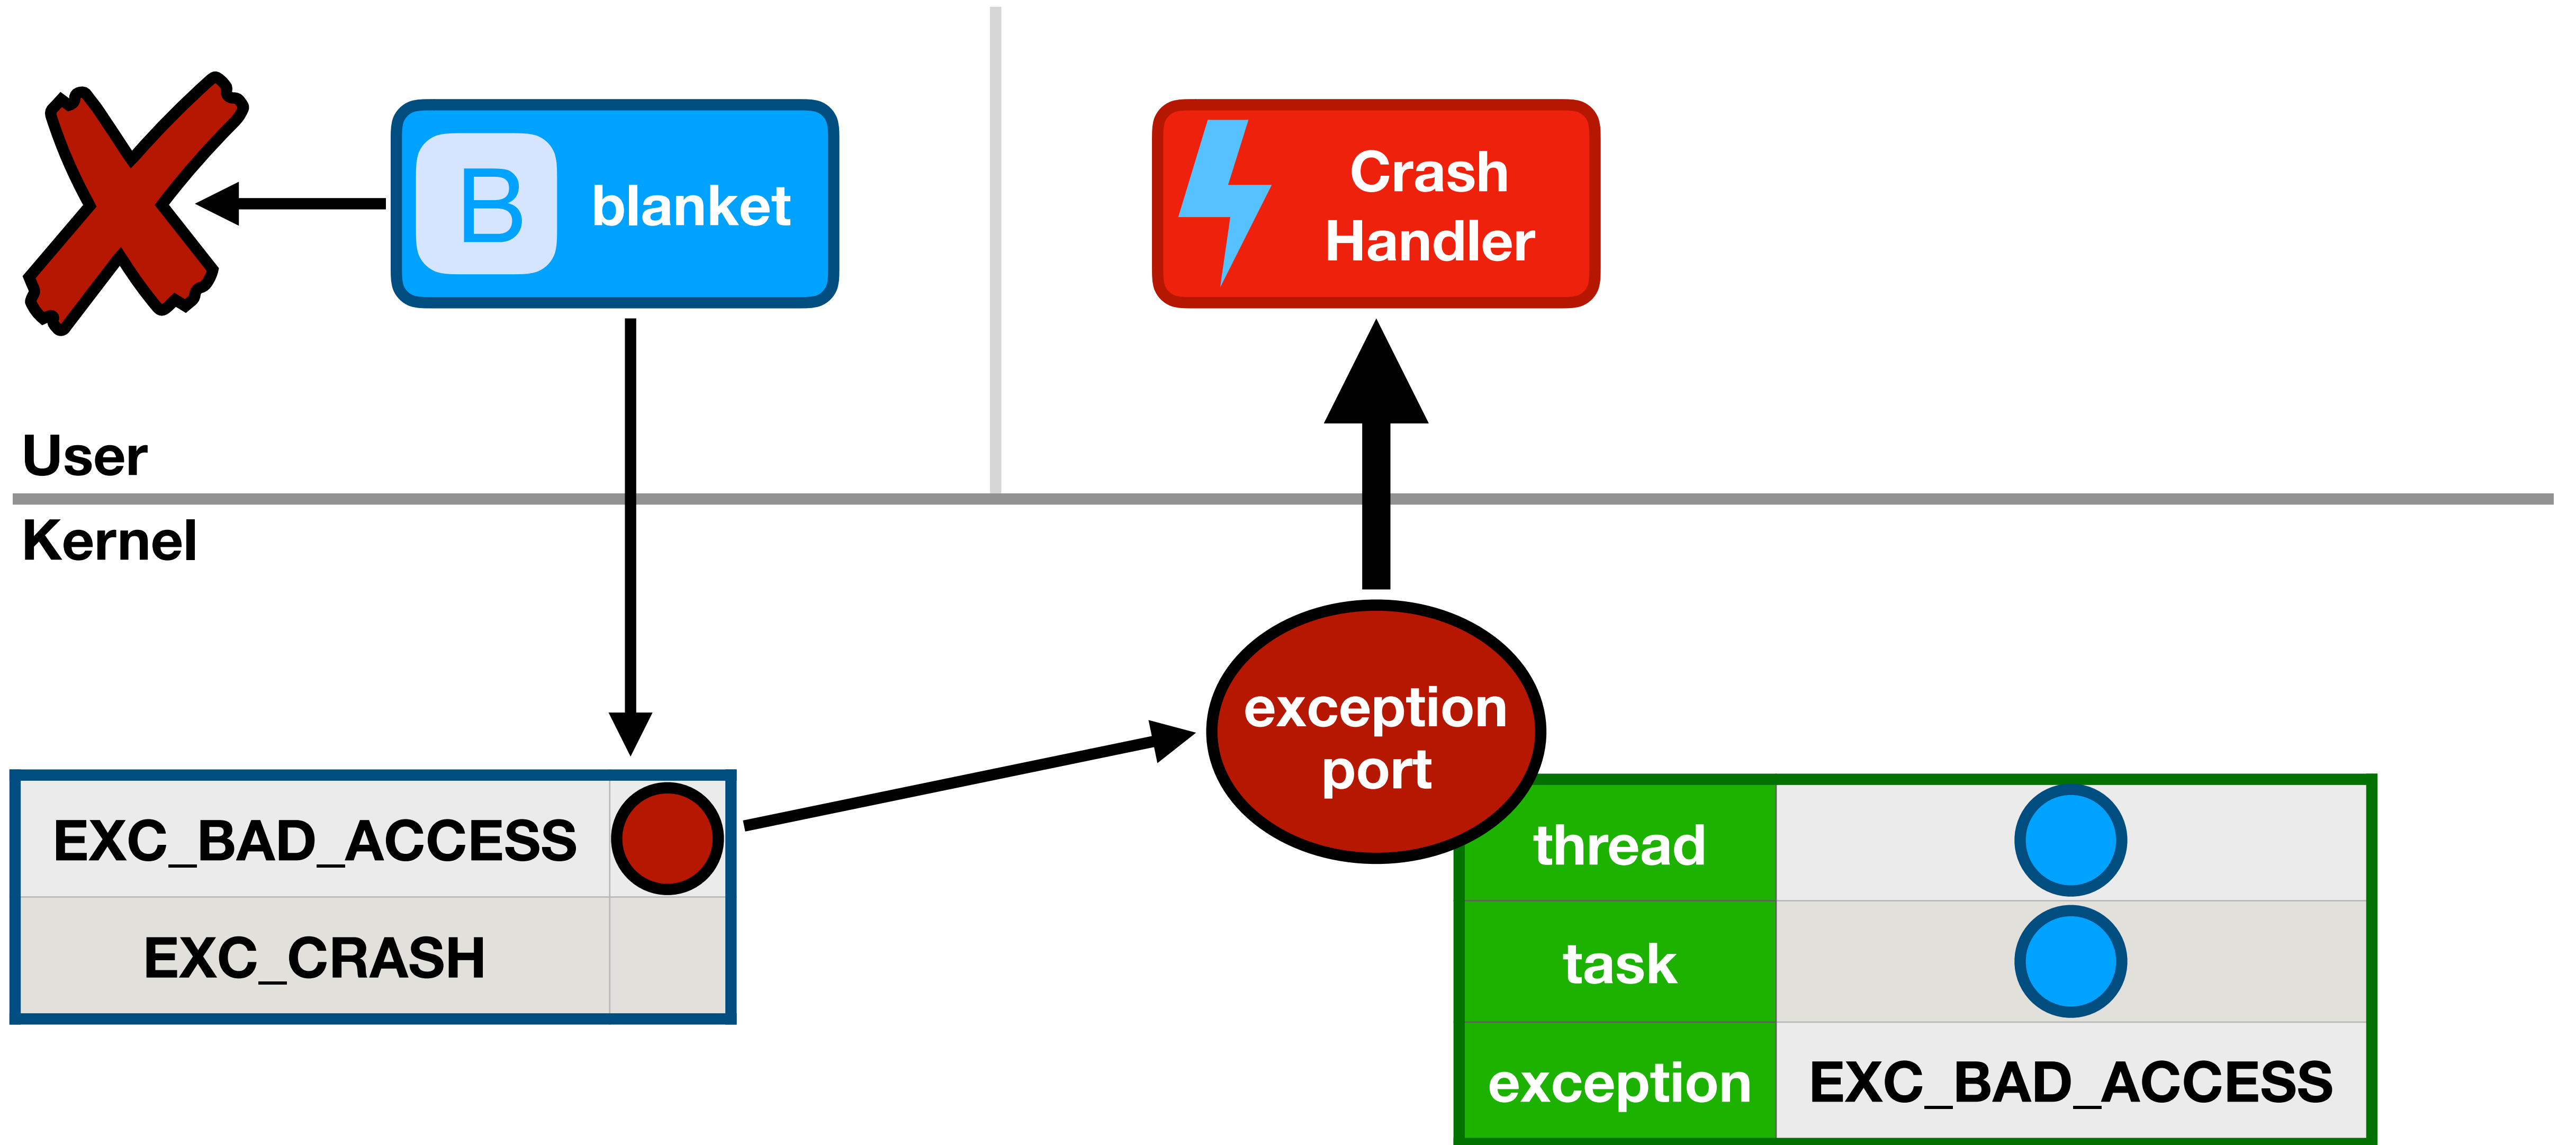 B
blanket
Crash
Handler
User
Kernel
exception
port
EXC_BAD_ACCESS
EXC_CRASH
thread
task
exception
EXC_BAD_ACCESS